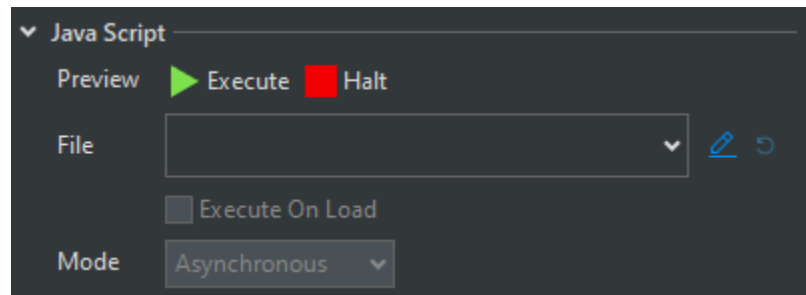 Java Script
Preview Execute Halt
File
Execute On Load
Mode Asynchronous